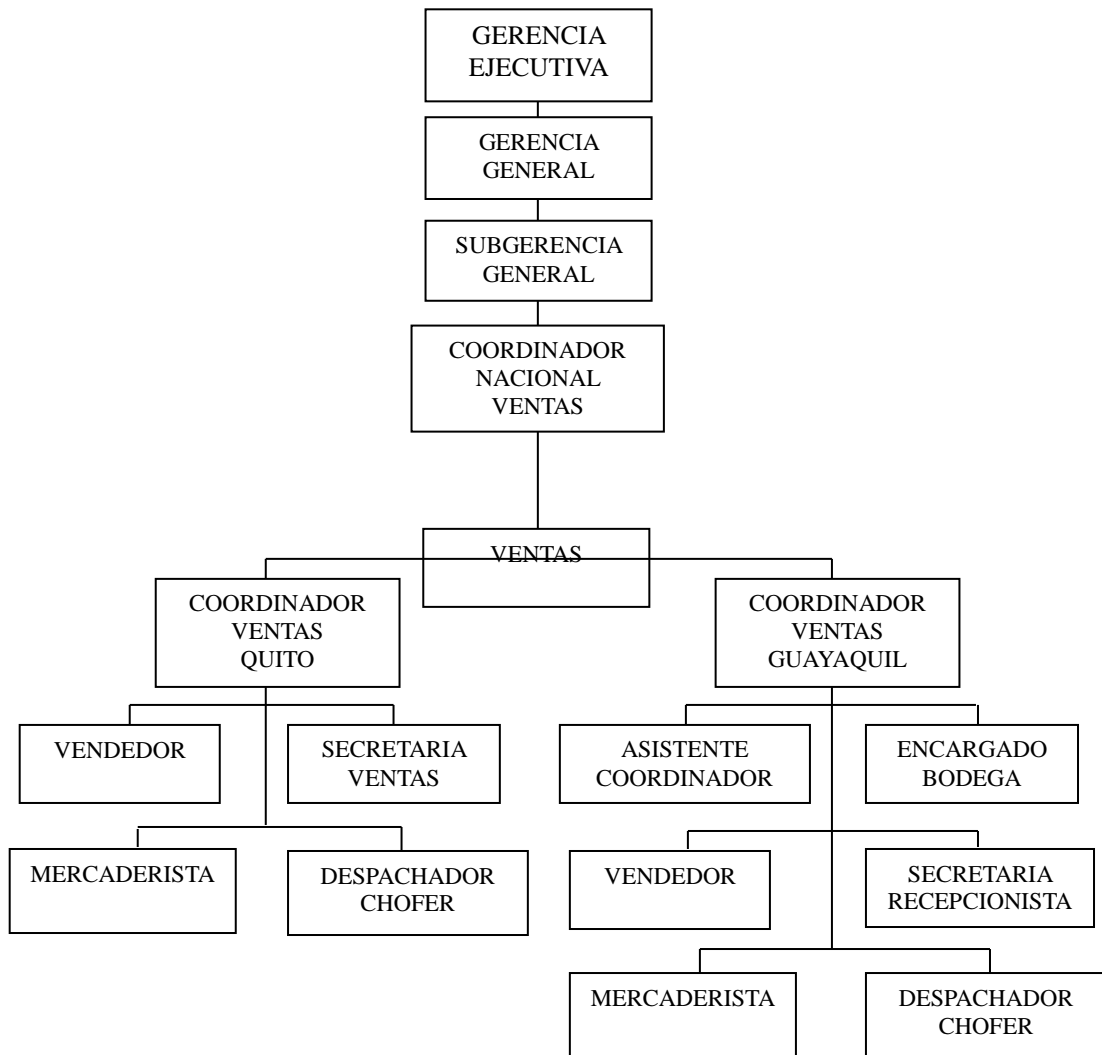 GERENCIA
EJECUTIVA
GERENCIA
GENERAL
SUBGERENCIA
GENERAL
COORDINADOR
NACIONAL
VENTAS
VENTAS
COORDINADOR
VENTAS
QUITO
COORDINADOR
VENTAS
GUAYAQUIL
VENDEDOR
SECRETARIA
VENTAS
ASISTENTE
COORDINADOR
ENCARGADO
BODEGA
MERCADERISTA
DESPACHADOR
CHOFER
VENDEDOR
SECRETARIA
RECEPCIONISTA
MERCADERISTA
DESPACHADOR
CHOFER